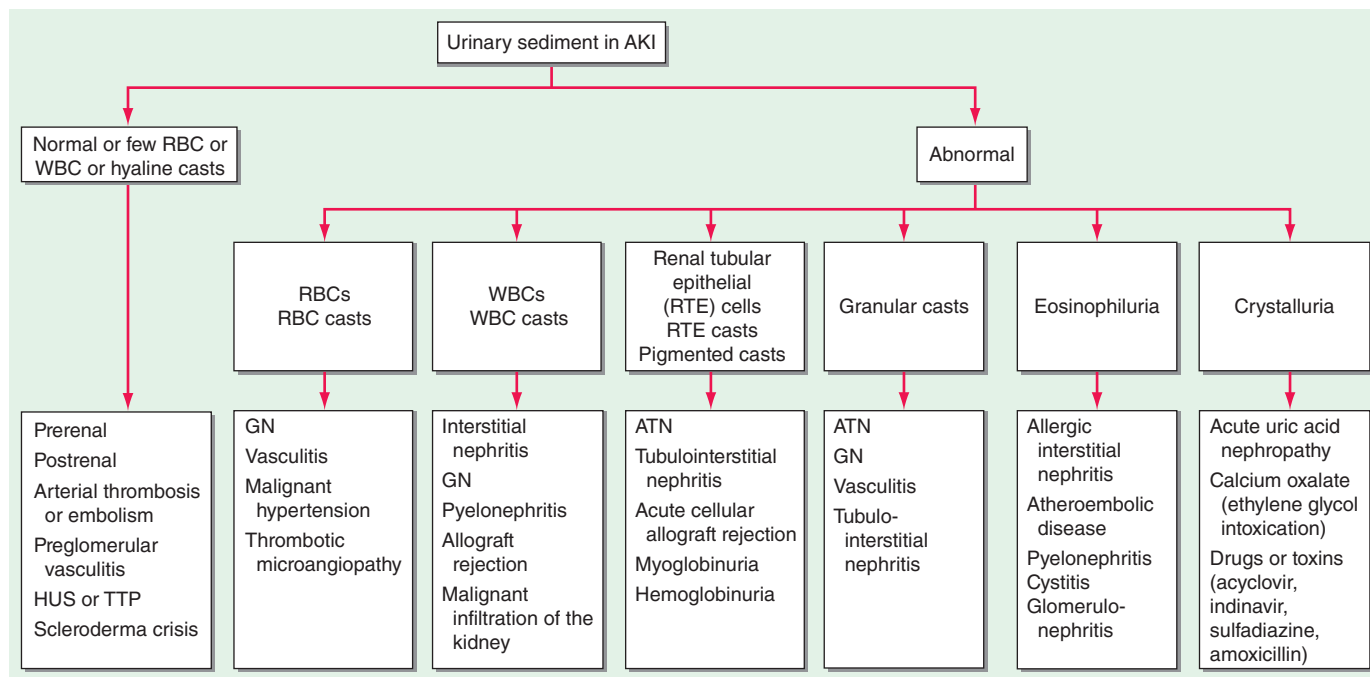 Urinary sediment in AKI
Normal or few RBC or
WBC or hyaline casts
Abnormal
RBCs
RBC casts
WBCs
WBC casts
Renal tubular
epithelial
(RTE) cells
RTE casts
Pigmented casts
Granular casts
Eosinophiluria
Crystalluria
Prerenal
Postrenal
Arterial thrombosis
or embolism
Preglomerular
vasculitis
HUS or TTP
Scleroderma crisis
GN
Vasculitis
Malignant
hypertension
Thrombotic
microangiopathy
Interstitial
nephritis
GN
Pyelonephritis
Allograft
rejection
Malignant
infiltration of the
kidney
ATN
Tubulointerstitial
nephritis
Acute cellular
allograft rejection
Myoglobinuria
Hemoglobinuria
ATN
GN
Vasculitis
Tubulo-
interstitial
nephritis
Allergic
interstitial
nephritis
Atheroembolic
disease
Pyelonephritis
Cystitis
Glomerulo-
nephritis
Acute uric acid
nephropathy
Calcium oxalate
(ethylene glycol
intoxication)
Drugs or toxins
(acyclovir,
indinavir,
sulfadiazine,
amoxicillin)